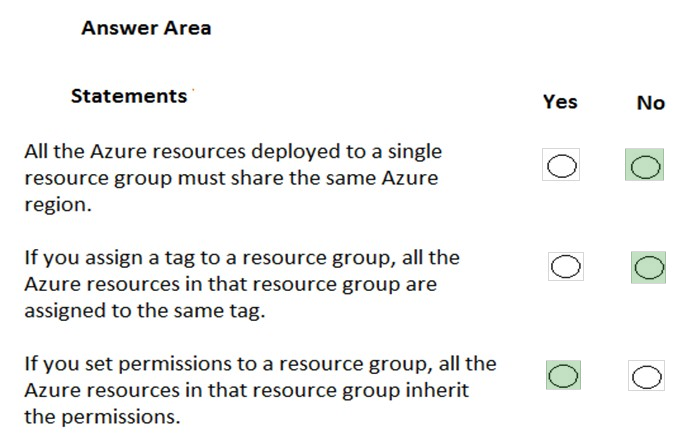 Answer Area
Statements
Yes
No
All the Azure resources deployed to a single
resource group must share the same Azure
region.
If you assign a tag to a resource group, all the
Azure resources in that resource group are
assigned to the same tag.
If you set permissions to a resource group, all the
Azure resources in that resource group inherit
the permissions.